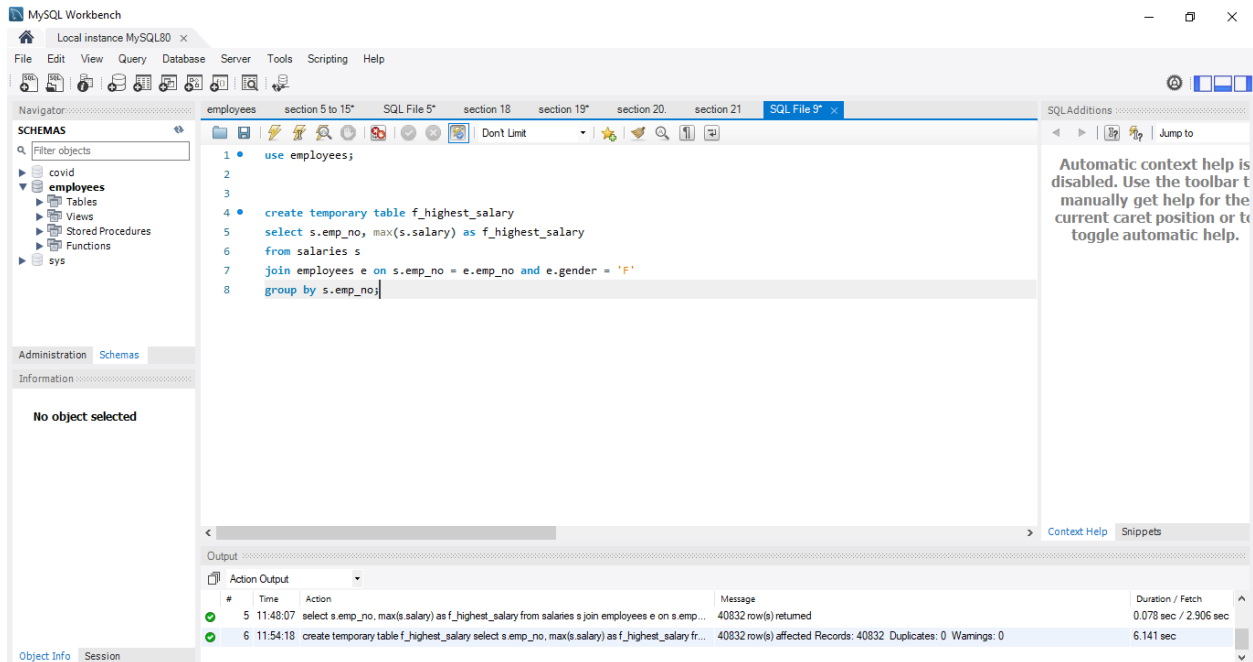 MySQL Workbench
Local instance MySQL80
File Edit View Query Database Server Tools Scripting Help
Navigator
SCHEMAS
Filter objects
covid
employees
Tables
Views
Stored Procedures
Functions
sys
Administration Schemas
Information
No object selected
Object Info Session
employees section 5 to 15* SQL File 5* section 18 section 19* section 20. section 21 SQL File 9*
Don't Limit
1 use employees;
2
3
4 create temporary table f_highest_salary
5 select s.emp_no, max(s.salary) as f_highest_salary
6 from salaries s
7 join employees e on s.emp_no = e.emp_no and e.gender = 'F'
8 group by s.emp_no;
SQLAdditions
Jump to
Automatic context help is
disabled. Use the toolbar t
manually get help for the
current caret position or to
toggle automatic help.
Context Help Snippets
Output
Action Output
# Time Action Message Duration / Fetch
5 11:48:07 select s.emp_no, max(s.salary) as f_highest_salary from salaries s join employees e on s.emp... 40832 row(s) returned 0.078 sec / 2.906 sec
6 11:54:18 create temporary table f_highest_salary select s.emp_no, max(s.salary) as f_highest_salary fr... 40832 row(s) affected Records: 40832 Duplicates: 0 Warnings: 0 6.141 sec